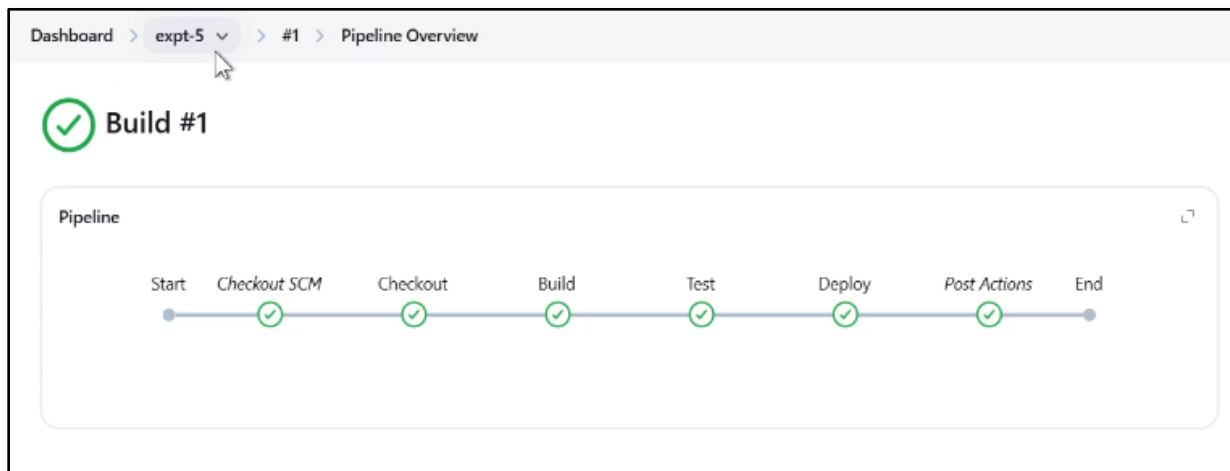 Dashboard > expt-5 > #1 > Pipeline Overview
Build #1
Pipeline
Start Checkout SCM Checkout Build Test Deploy Post Actions End